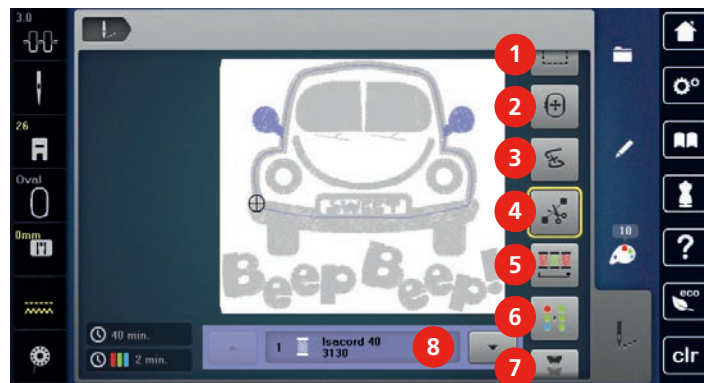 3.0
26
Oval
0mm
SWEET
Beep Beep!
40 min.
2 min.
1 Isacord 40
3130
1
2
3
4
5
6
7
8
10
?
eco
clr